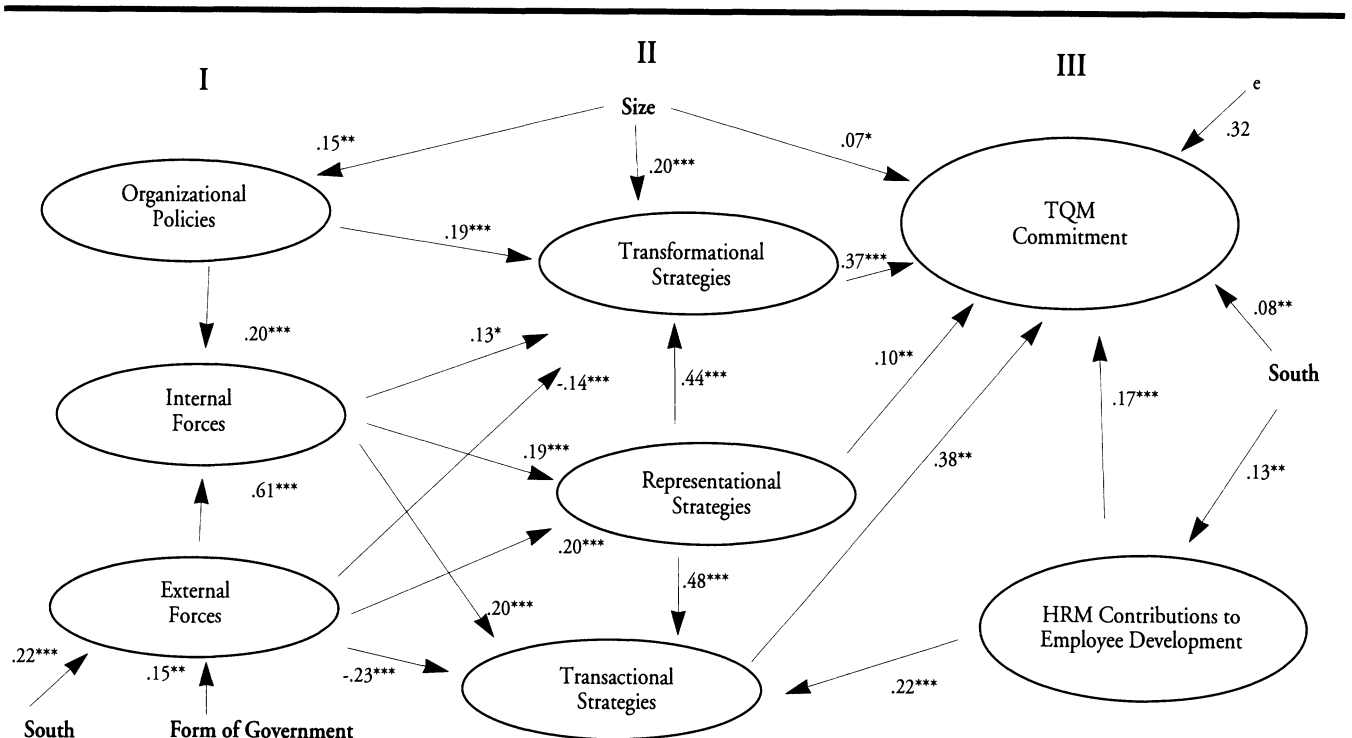 I
II
III
Size
e
.32
.15**
.20***
.07*
Organizational
Policies
.19***
Transformational
Strategies
.37***
TQM
Commitment
.20***
.13*
-.14***
.44***
.10**
.08**
South
Internal
Forces
.19***
.17***
.38**
.13**
.61***
Representational
Strategies
.20***
External
Forces
.20***
.48***
HRM Contributions to
Employee Development
.22***
.15**
-.23***
Transactional
Strategies
.22***
South
Form of Government